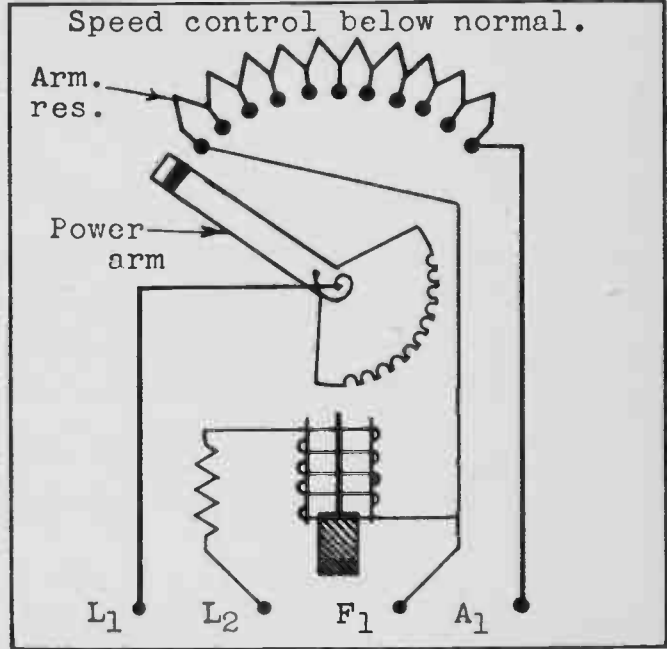 Speed control below normal.
Arm.
res.
Power
arm
L1 L2 F1 A1